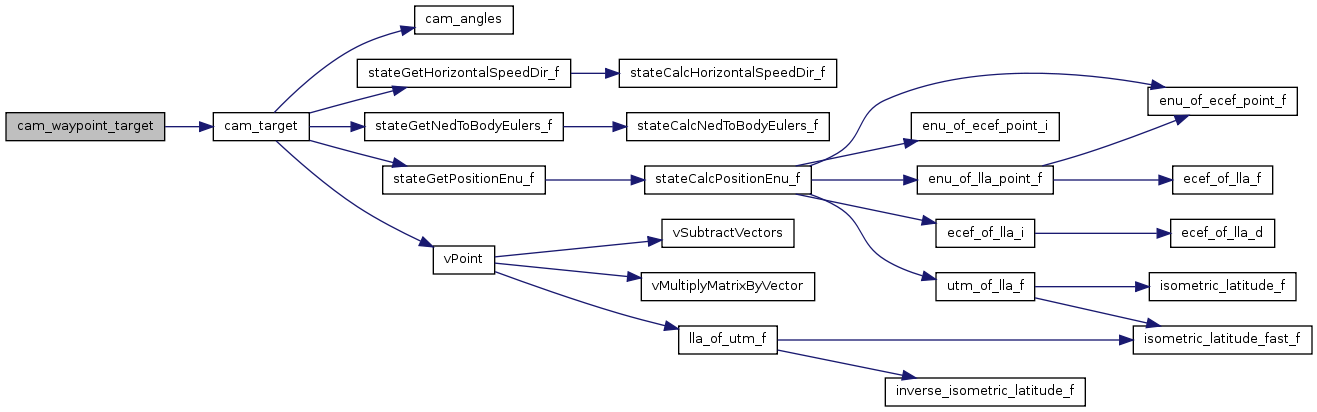 cam_angles
stateGetHorizontalSpeedDir_f
stateCalcHorizontalSpeedDir_f
enu_of_ecef_point_f
cam_waypoint_target
cam_target
stateGetNedToBodyEulers_f
stateCalcNedToBodyEulers_f
enu_of_ecef_point_i
stateGetPositionEnu_f
stateCalcPositionEnu_f
enu_of_lla_point_f
ecef_of_lla_f
vSubtractVectors
ecef_of_lla_i
ecef_of_lla_d
vPoint
vMultiplyMatrixByVector
utm_of_lla_f
isometric_latitude_f
lla_of_utm_f
isometric_latitude_fast_f
inverse_isometric_latitude_f